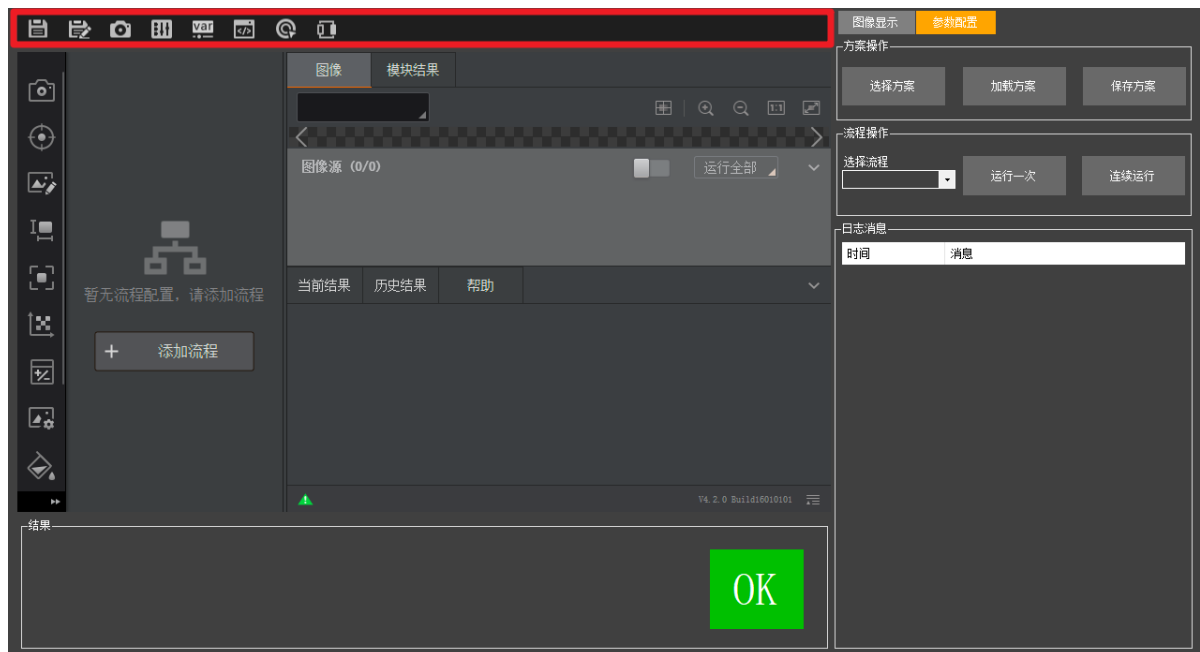 var
图像显示 参数配置
方案操作
选择方案 加载方案 保存方案
图像 模块结果
1:1
流程操作
选择流程
运行一次 连续运行
图像源 (0/0) 运行全部
日志消息
时间 消息
当前结果 历史结果 帮助
暂无流程配置，请添加流程
+ 添加流程
V4.2.0 Build16010101
结果
OK